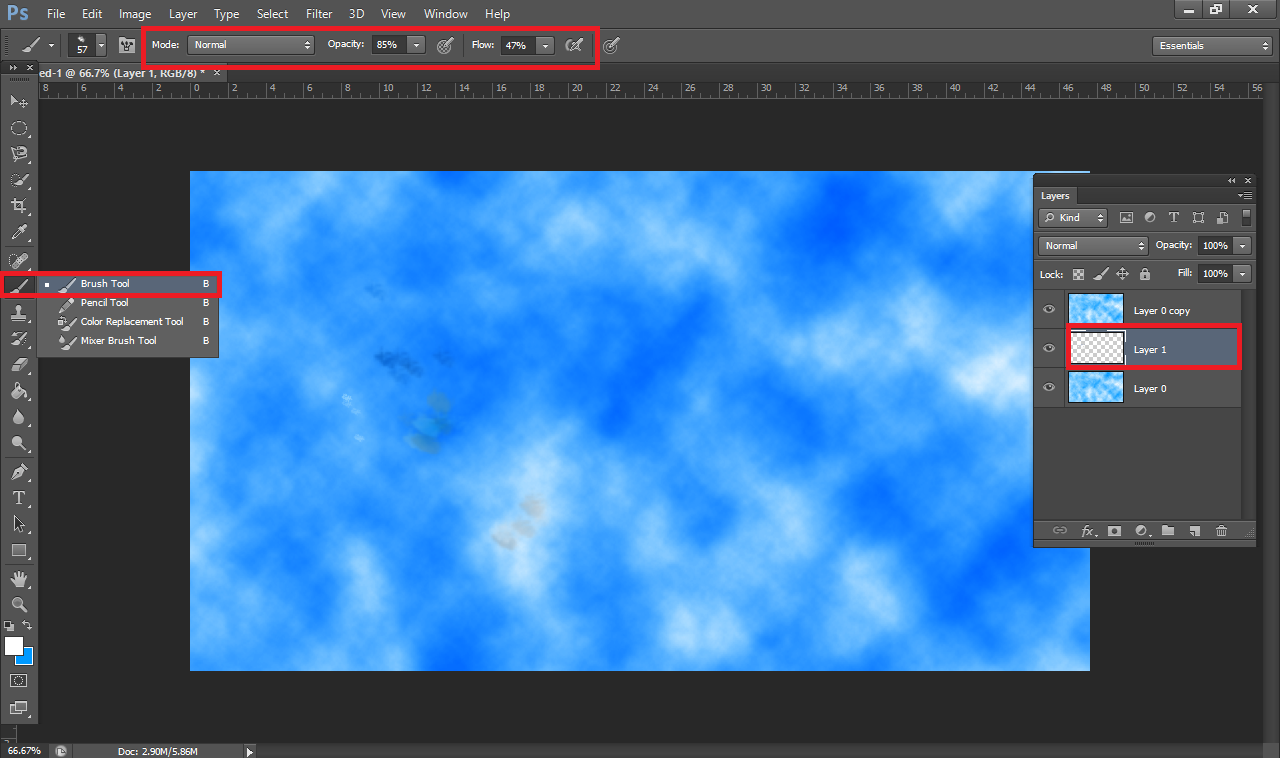 Ps File Edit Image Layer Type Select Filter 3D View Window Help
57 Mode: Normal Opacity: 85% Flow: 47% Essentials
ed-1 @ 66.7% (Layer 1, RGB/8) * ×
8 6 4 2 0 2 4 6 8 10 12 14 16 18 20 22 24 26 28 30 32 34 36 38 40 42 44 46 48 50 52 54 56
Layers
Kind
Normal Opacity: 100%
Lock: Fill: 100%
Layer 0 copy
Layer 1
Layer 0
fx
Brush Tool B
Pencil Tool B
Color Replacement Tool B
Mixer Brush Tool B
66.67% Doc: 2.90M/5.86M